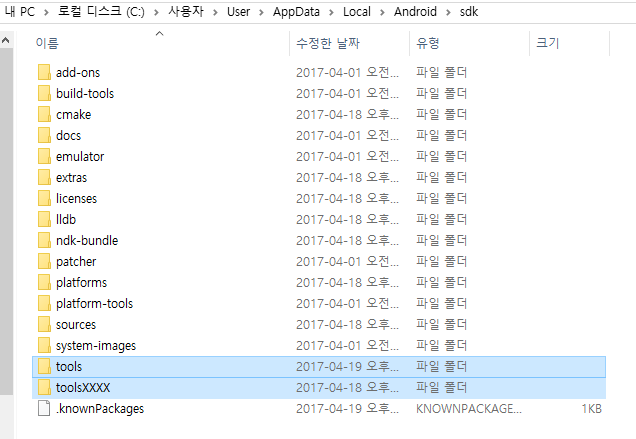 내 PC > 로컬 디스크 (C:) > 사용자 > User > AppData > Local > Android > sdk
이름 수정한 날짜 유형 크기
add-ons 2017-04-01 오전... 파일 폴더
build-tools 2017-04-01 오전... 파일 폴더
cmake 2017-04-18 오후... 파일 폴더
docs 2017-04-01 오전... 파일 폴더
emulator 2017-04-01 오전... 파일 폴더
extras 2017-04-18 오후... 파일 폴더
licenses 2017-04-18 오후... 파일 폴더
lldb 2017-04-18 오후... 파일 폴더
ndk-bundle 2017-04-18 오후... 파일 폴더
patcher 2017-04-01 오전... 파일 폴더
platforms 2017-04-18 오후... 파일 폴더
platform-tools 2017-04-01 오전... 파일 폴더
sources 2017-04-18 오후... 파일 폴더
system-images 2017-04-01 오전... 파일 폴더
tools 2017-04-19 오후... 파일 폴더
toolsXXXX 2017-04-18 오후... 파일 폴더
.knownPackages 2017-04-19 오후... KNOWNPACKAGE... 1KB